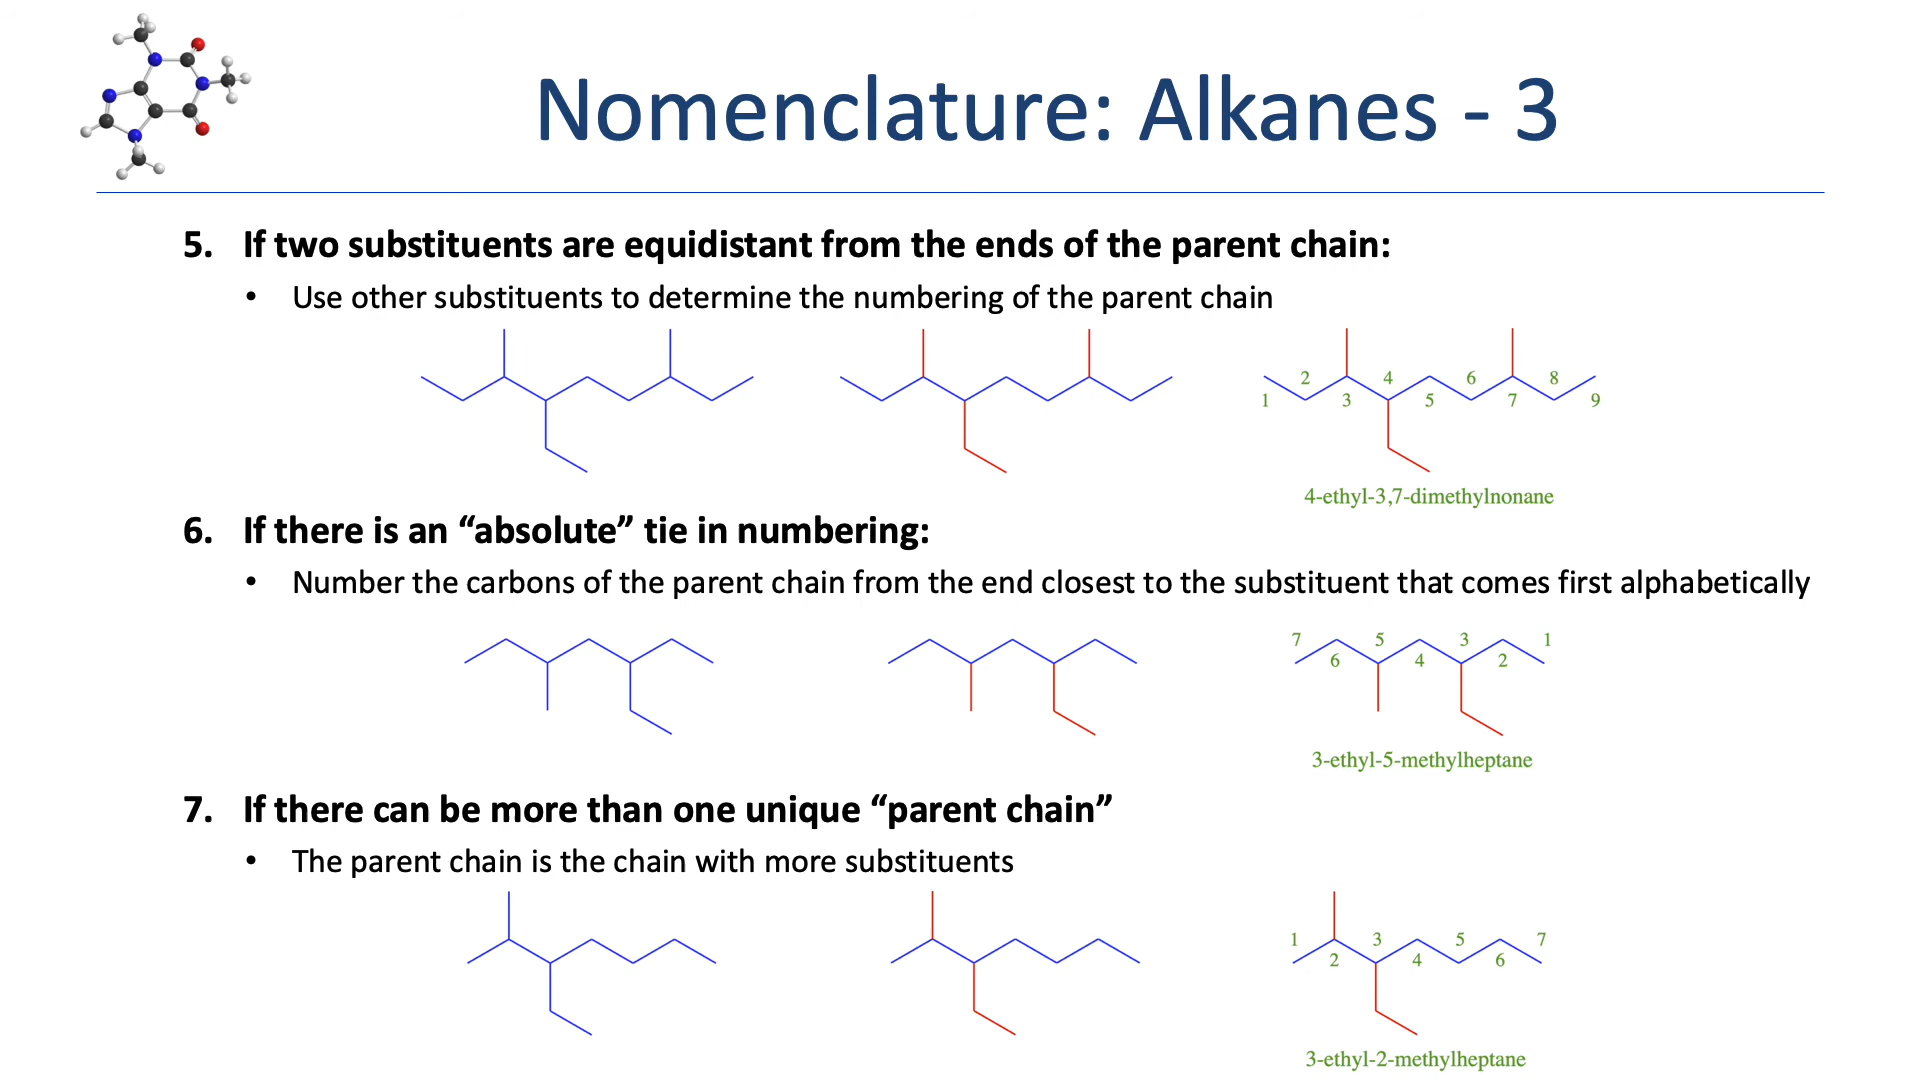 Nomenclature: Alkanes - 3
5. If two substituents are equidistant from the ends of the parent chain:
• Use other substituents to determine the numbering of the parent chain
2 4 6 8
1 3 5 7 9
4-ethyl-3,7-dimethylnonane
6. If there is an “absolute” tie in numbering:
• Number the carbons of the parent chain from the end closest to the substituent that comes first alphabetically
7 5 3 1
6 4 2
3-ethyl-5-methylheptane
7. If there can be more than one unique “parent chain”
• The parent chain is the chain with more substituents
1 3 5 7
2 4 6
3-ethyl-2-methylheptane